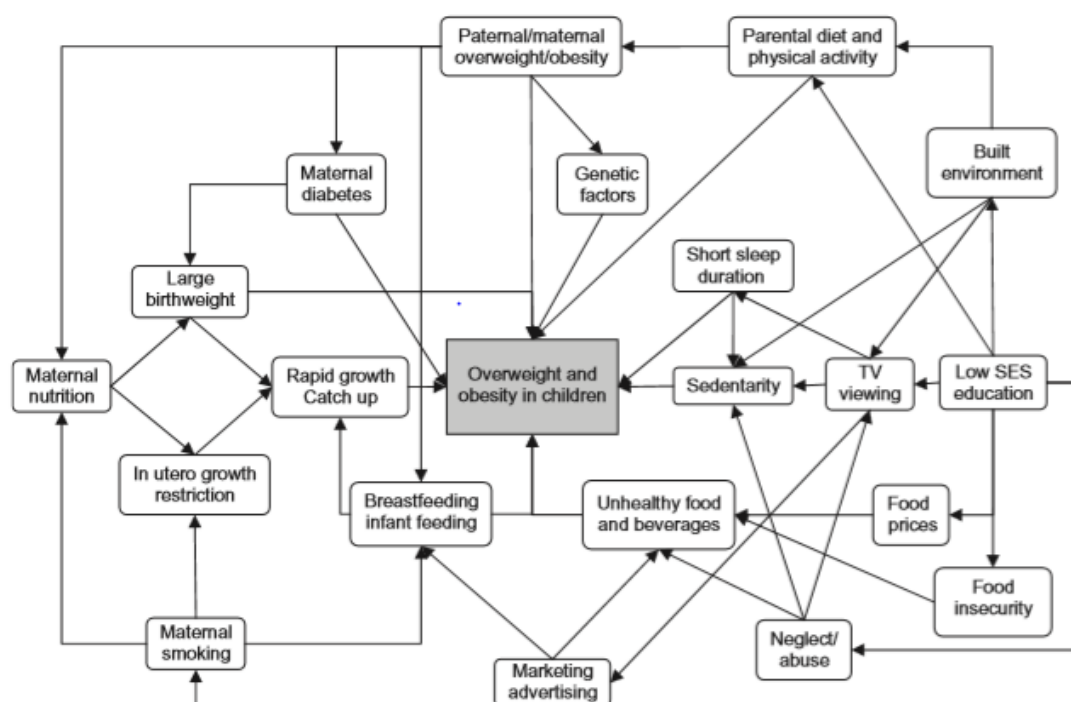 Paternal/maternal
overweight/obesity
Parental diet and
physical activity
Maternal
diabetes
Genetic
factors
Built
environment
Large
birthweight
Short sleep
duration
Maternal
nutrition
Rapid growth
Catch up
Overweight and
obesity in children
Sedentarity
TV
viewing
Low SES
education
In utero growth
restriction
Breastfeeding
infant feeding
Unhealthy food
and beverages
Food
prices
Food
insecurity
Maternal
smoking
Marketing
advertising
Neglect/
abuse